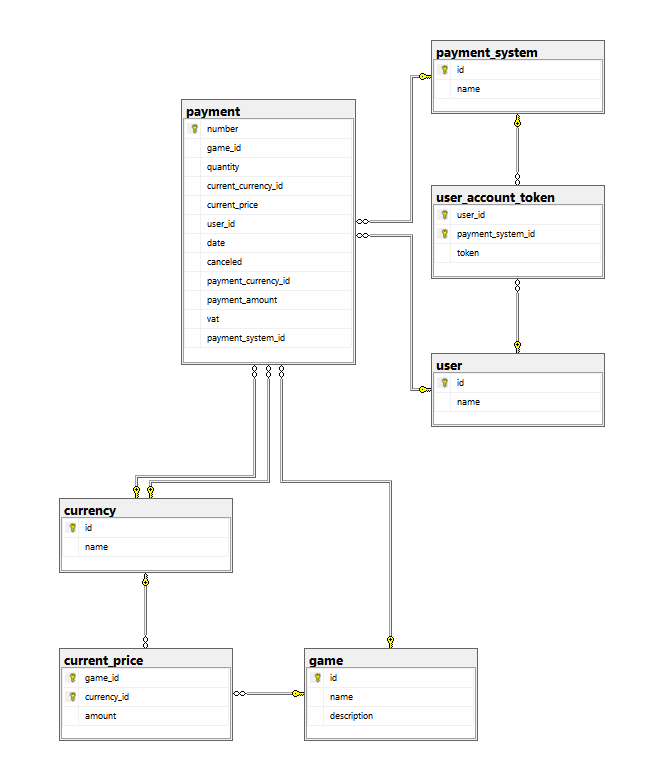 payment_system
id
name
payment
number
game_id
quantity
current_currency_id
current_price
user_id
date
canceled
payment_currency_id
payment_amount
vat
payment_system_id
user_account_token
user_id
payment_system_id
token
user
id
name
currency
id
name
current_price
game_id
currency_id
amount
game
id
name
description